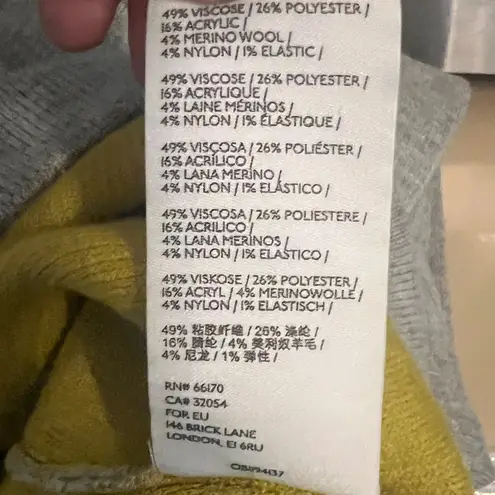 49% VISCOSE / 26% POLYESTER /
16% ACRYLIC /
4% MERINO WOOL /
4% NYLON / 1% ELASTIC /
49% VISCOSE / 26% POLYESTER /
16% ACRYLIQUE /
4% LAINE MÉRINOS /
4% NYLON / 1% ÉLASTIQUE /
49% VISCOSA / 26% POLIÉSTER /
16% ACRÍLICO /
4% LANA MERINO /
4% NYLON / 1% ELÁSTICO /
49% VISCOSA / 26% POLIESTERE /
16% ACRILICO /
4% LANA MERINOS /
4% NYLON / 1% ELASTICO /
49% VISKOSE / 26% POLYESTER /
16% ACRYL / 4% MERINOWOLLE /
4% NYLON / 1% ELASTISCH /
49% 粘胶纤维 / 26% 涤纶 /
16% 腈纶 / 4% 美利奴羊毛 /
4% 尼龙 / 1% 弹性 /
RN# 66170
CA# 32054
FOR EU
146 BRICK LANE
LONDON, E1 6RU
OB1194137